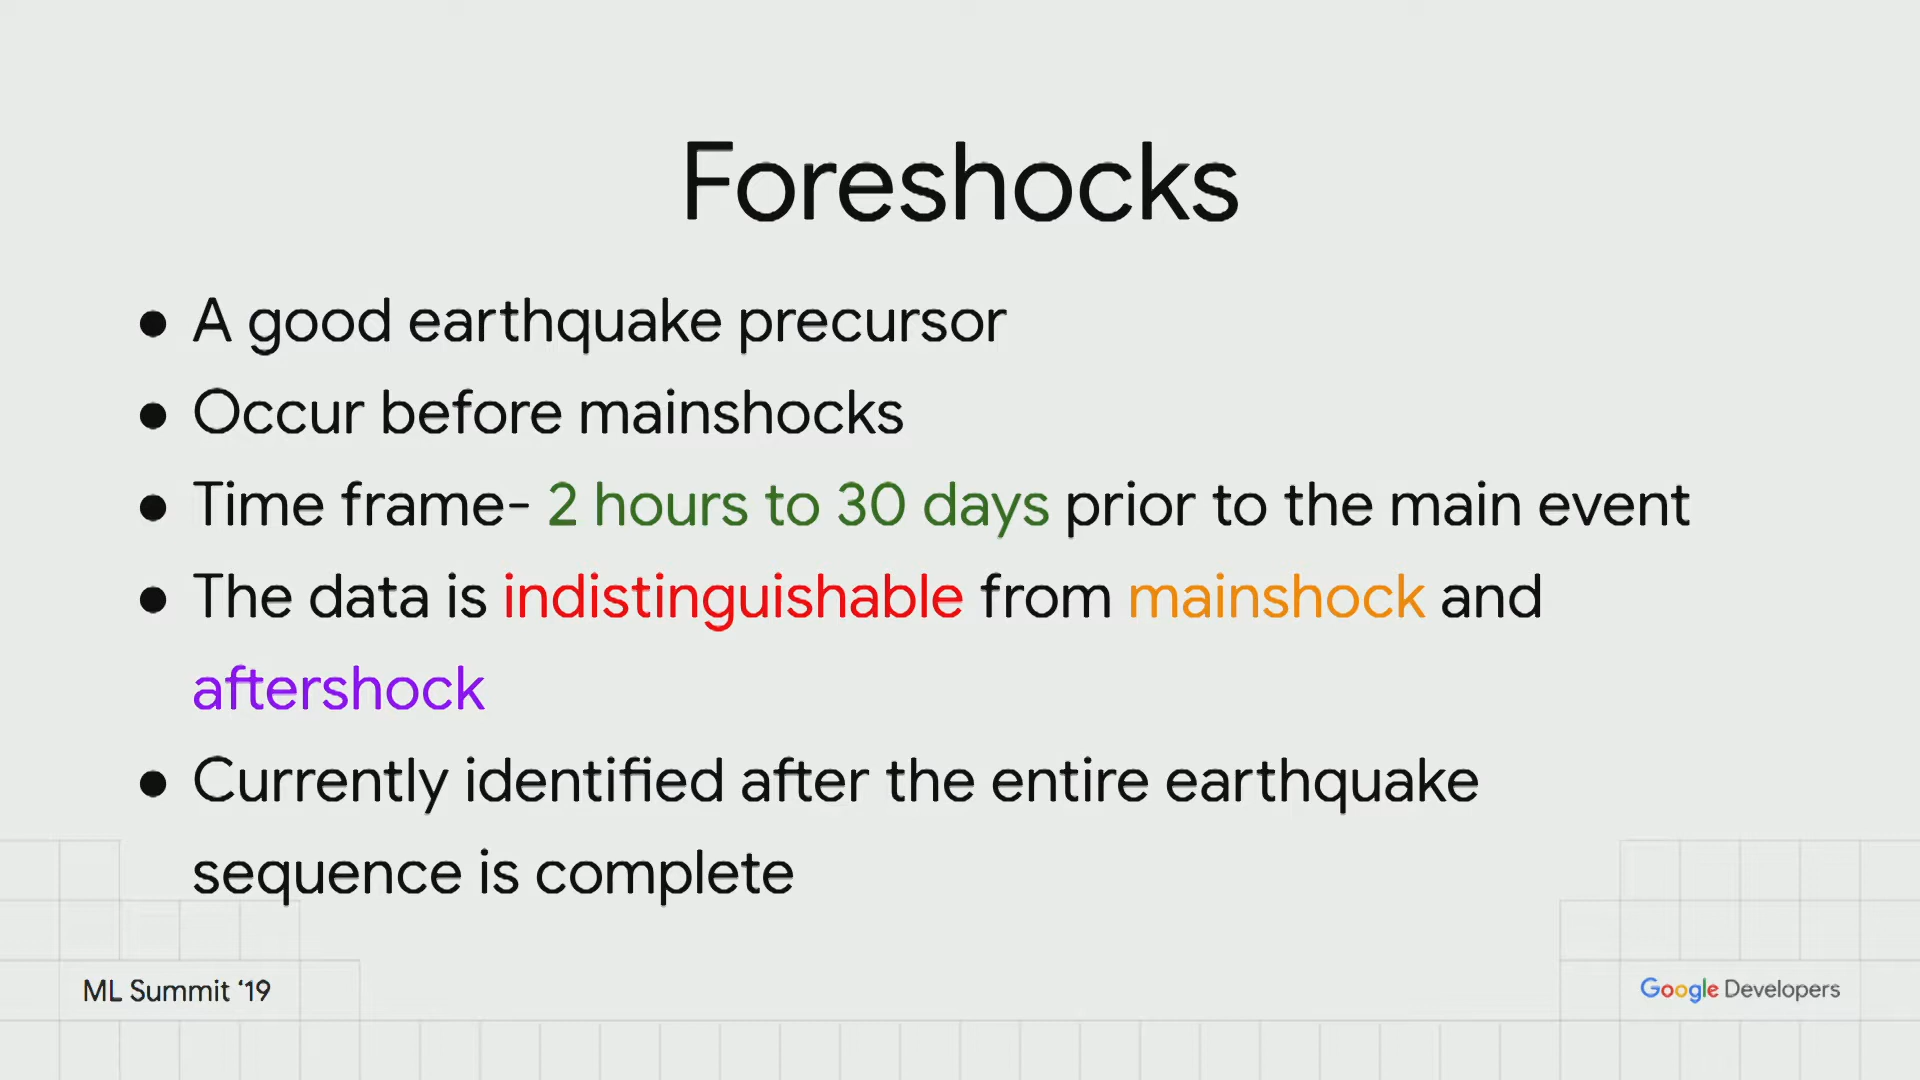 Foreshocks
● A good earthquake precursor
● Occur before mainshocks
● Time frame- 2 hours to 30 days prior to the main event
● The data is indistinguishable from mainshock and
aftershock
● Currently identified after the entire earthquake
sequence is complete
ML Summit ‘19
Google Developers